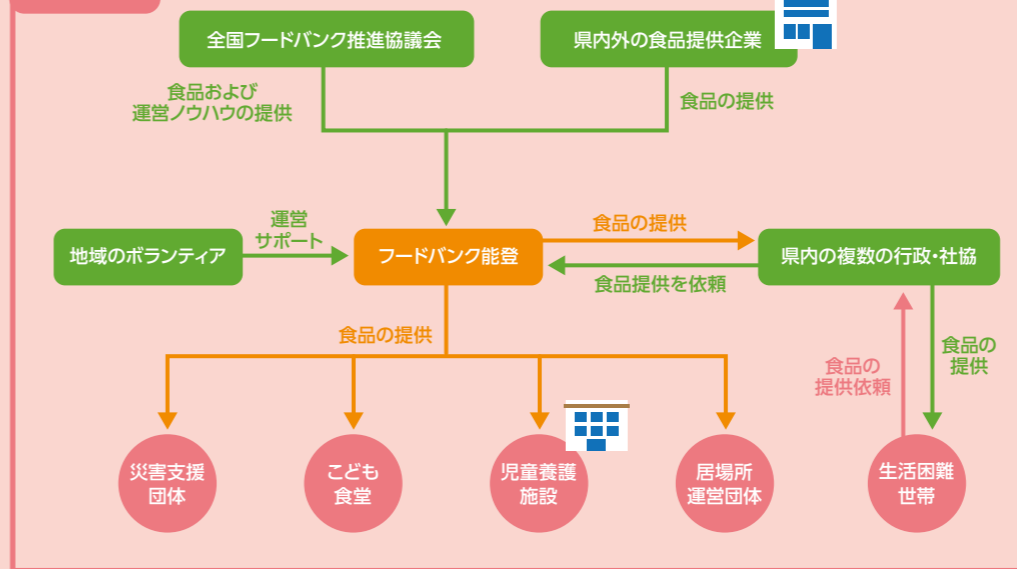 全国フードバンク推進協議会
県内外の食品提供企業
食品および
運営ノウハウの提供
食品の提供
地域のボランティア
運営
サポート
フードバンク能登
食品の提供
食品提供を依頼
県内の複数の行政・社協
食品の提供
食品の
提供依頼
食品の
提供
災害支援
団体
こども
食堂
児童養護
施設
居場所
運営団体
生活困難
世帯